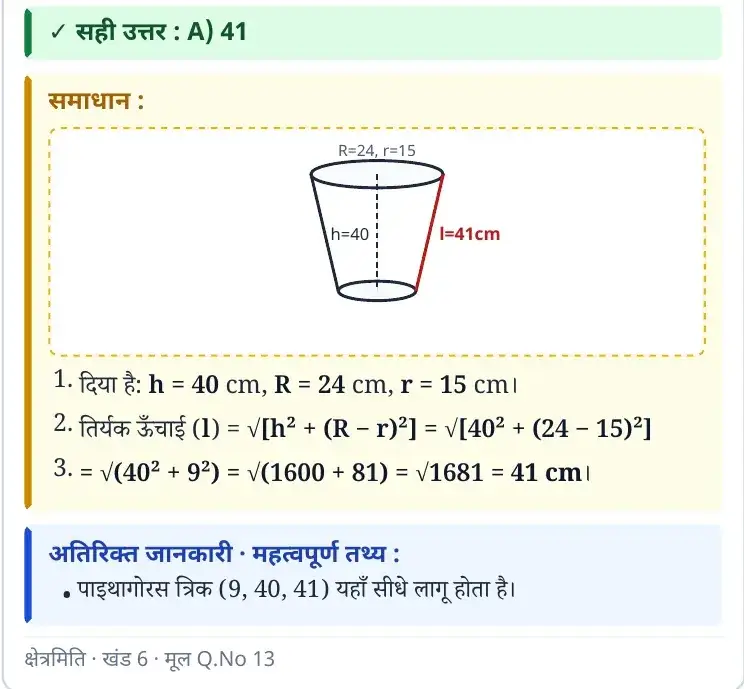 ✓ सही उत्तर : A) 41
समाधान :
R=24, r=15
h=40
l=41cm
1. दिया है: h = 40 cm, R = 24 cm, r = 15 cm।
2. तिर्यक ऊँचाई (l) = √[h² + (R − r)²] = √[40² + (24 − 15)²]
3. = √(40² + 9²) = √(1600 + 81) = √1681 = 41 cm।
अतिरिक्त जानकारी · महत्वपूर्ण तथ्य :
• पाइथागोरस त्रिक (9, 40, 41) यहाँ सीधे लागू होता है।
क्षेत्रमिति · खंड 6 · मूल Q.No 13